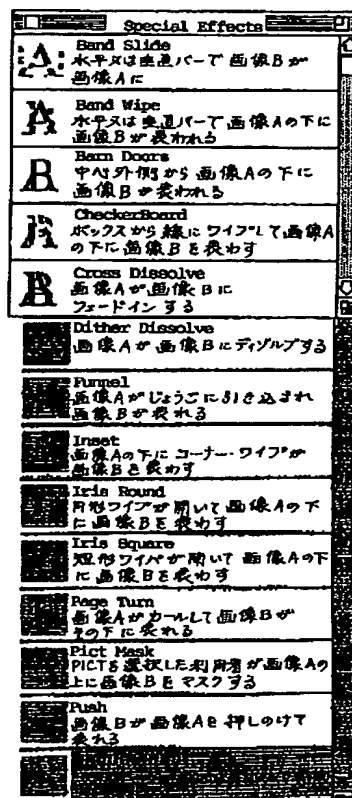 Special Effects
Band Slide
水平又は垂直バーで画像Bが
画像Aに
Band Wipe
水平又は垂直バーで画像Aの下に
画像Bが表われる
Barn Doors
中へ外側から画像Aの下に
画像Bが表われる
CheckerBoard
ボックスから線にワイプして画像A
の下に画像Bを表わす
Cross Dissolve
画像Aが画像Bに
フェードインする
Dither Dissolve
画像Aが画像Bにディゾルブする
Funnel
画像Aがじょうごに引き込まれ
画像Bが表れる
Inset
画像Aの下にコーナー・ワイプが
画像Bを表わす
Iris Round
円形ワイプが開いて画像Aの下
に画像Bを表わす
Iris Square
矩形ワイパが開いて画像Aの下
に画像Bを表わす
Page Turn
画像Aがカールして画像Bが
その下に表れる
Pict Mask
PICTを選択した利用者が画像Aの
上に画像Bをマスクする
Push
画像Bが画像Aを押しのけて
表れる